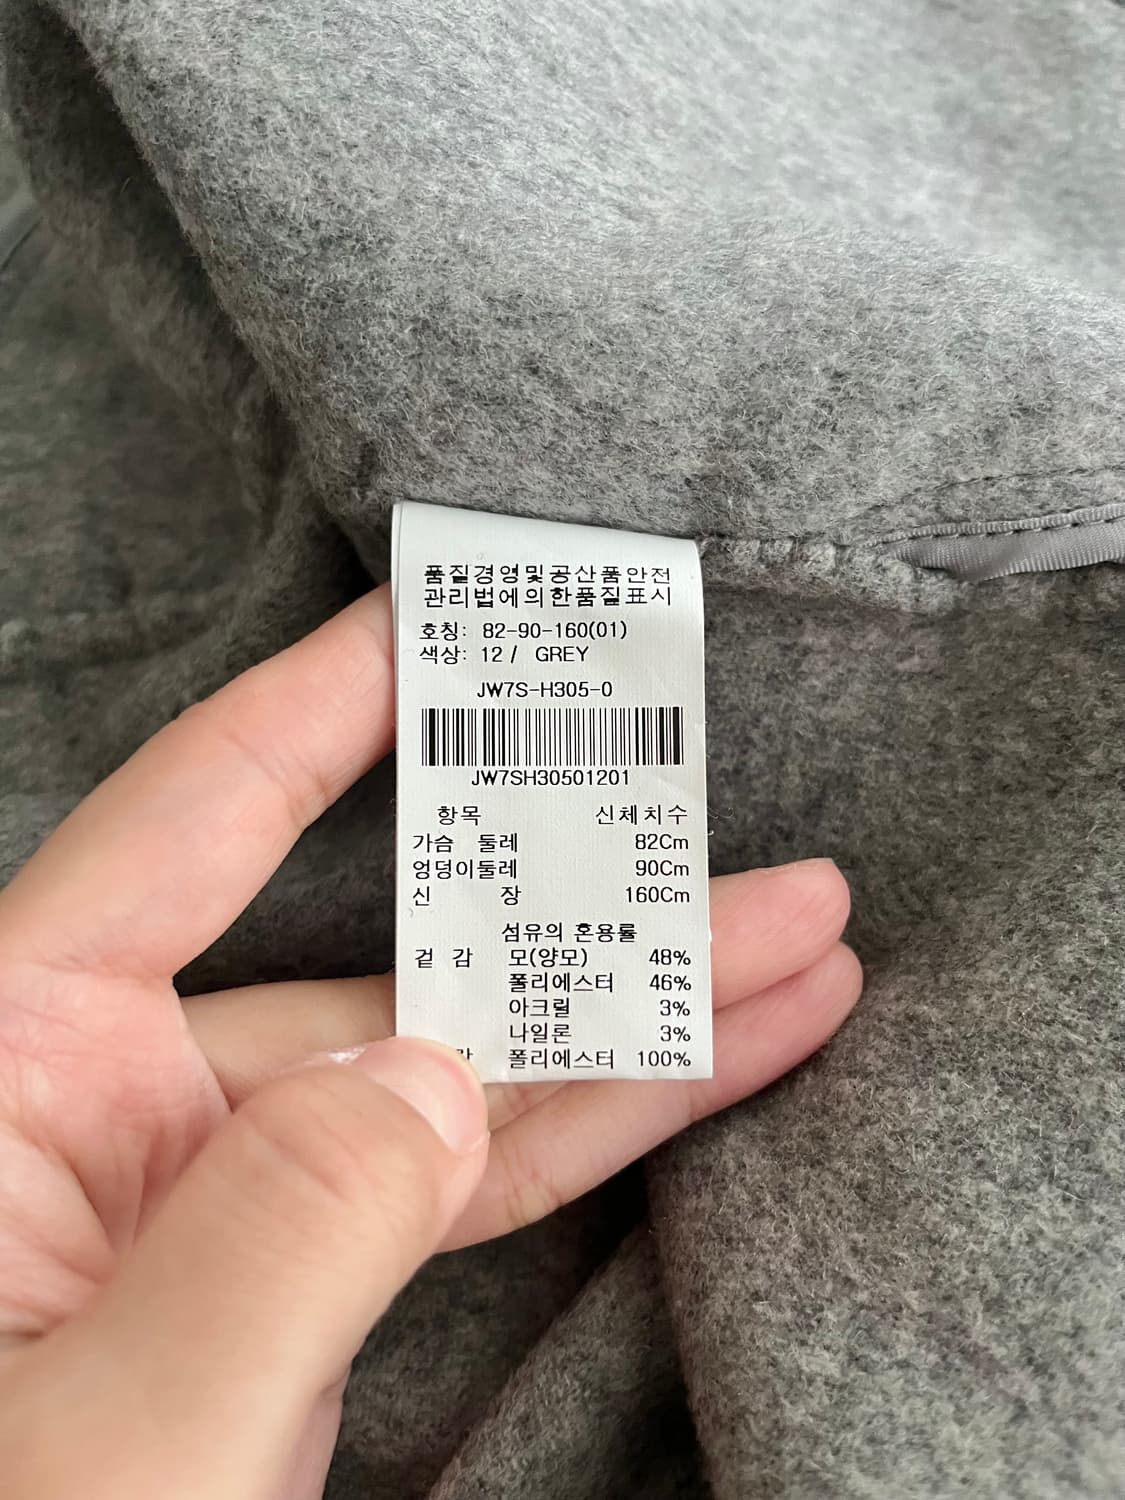 품질경영및공산품안전
관리법에의한품질표시
호칭: 82-90-160(01)
색상: 12 / GREY
JW7S-H305-0
JW7SH30501201
항목 신체치수
가슴 둘레 82Cm
엉덩이둘레 90Cm
신 장 160Cm
섬유의 혼용률
겉 감 모(양모) 48%
폴리에스터 46%
아크릴 3%
나일론 3%
폴리에스터 100%